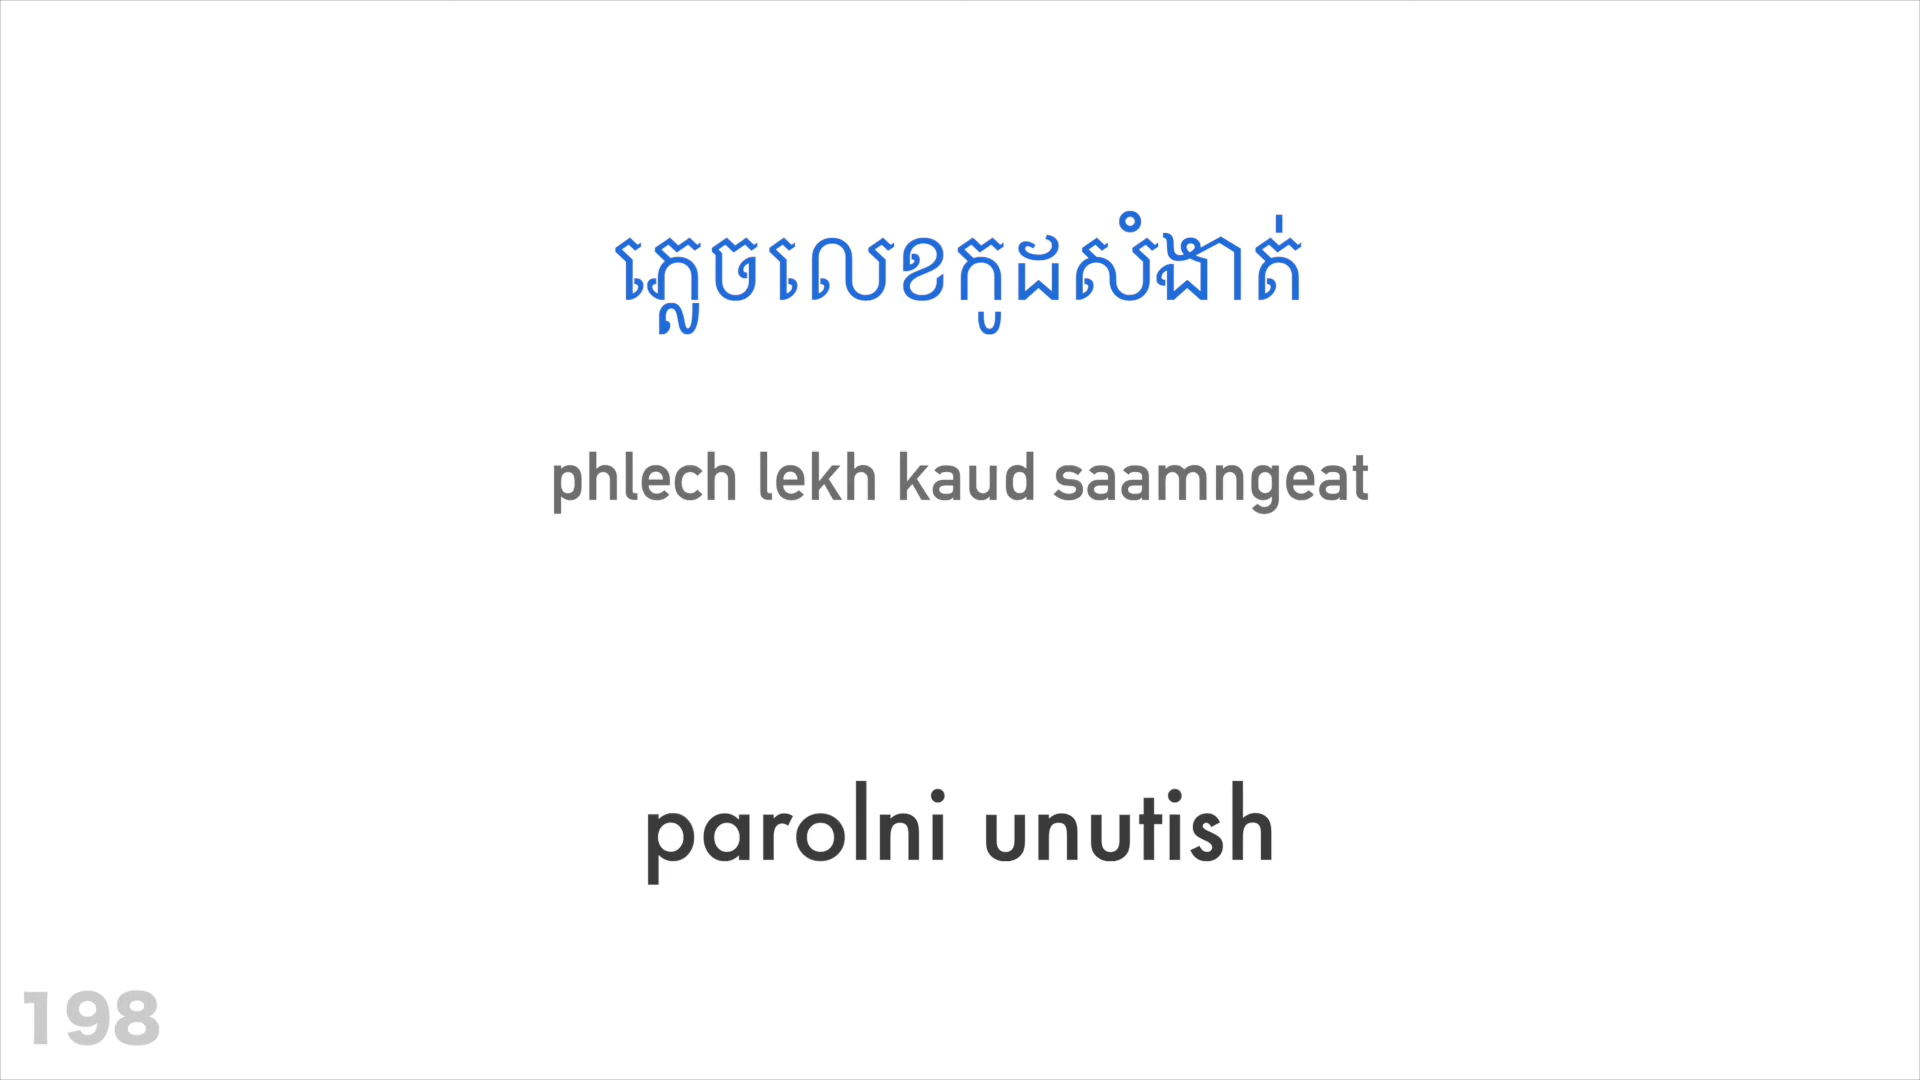 ភ្លេចលេខកូដសំងាត់
phlech lekh kaud saamngeat
parolni unutish
198